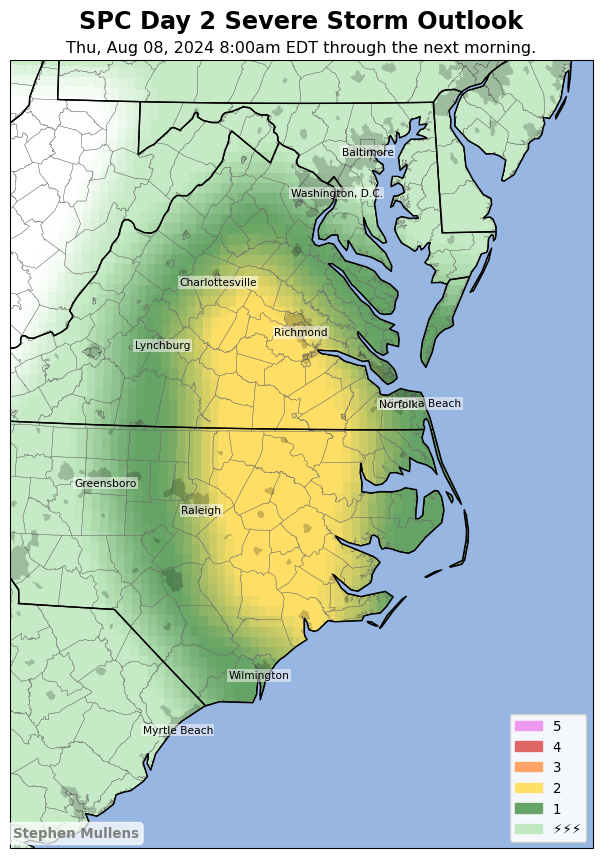 SPC Day 2 Severe Storm Outlook
Thu, Aug 08, 2024 8:00am EDT through the next morning.
Baltimore
Washington, D.C.
Charlottesville
Richmond
Lynchburg
Norfolk
Beach
Greensboro
Raleigh
Wilmington
Myrtle Beach
5
4
3
2
1
⚡⚡⚡
Stephen Mullens